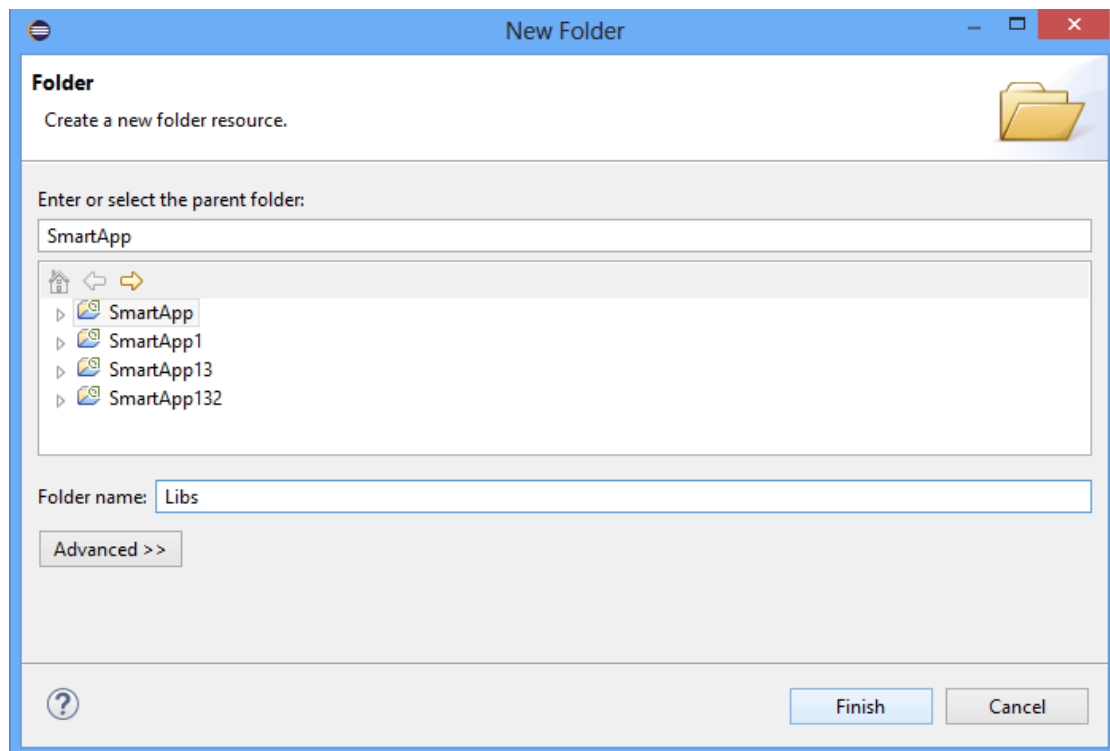 New Folder
Folder
Create a new folder resource.
Enter or select the parent folder:
SmartApp
SmartApp
SmartApp1
SmartApp13
SmartApp132
Folder name: Libs
Advanced >>
Finish Cancel